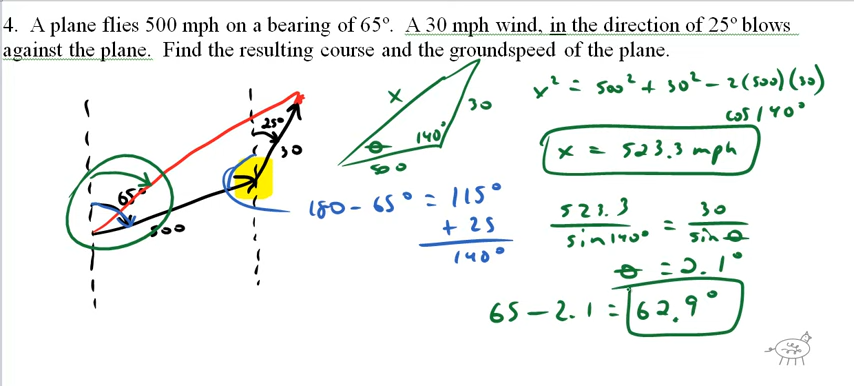 4. A plane flies 500 mph on a bearing of 65°. A 30 mph wind, in the direction of 25° blows
against the plane. Find the resulting course and the groundspeed of the plane.
x² = 500² + 30² - 2(500)(30)
cos 140°
x = 523.3 mph
x
30
140°
θ
500
25°
30
65°
500
180 - 65° = 115°
+ 25
140°
523.3 / sin 140° = 30 / sin θ
θ = 2.1°
65 - 2.1 = 62.9°